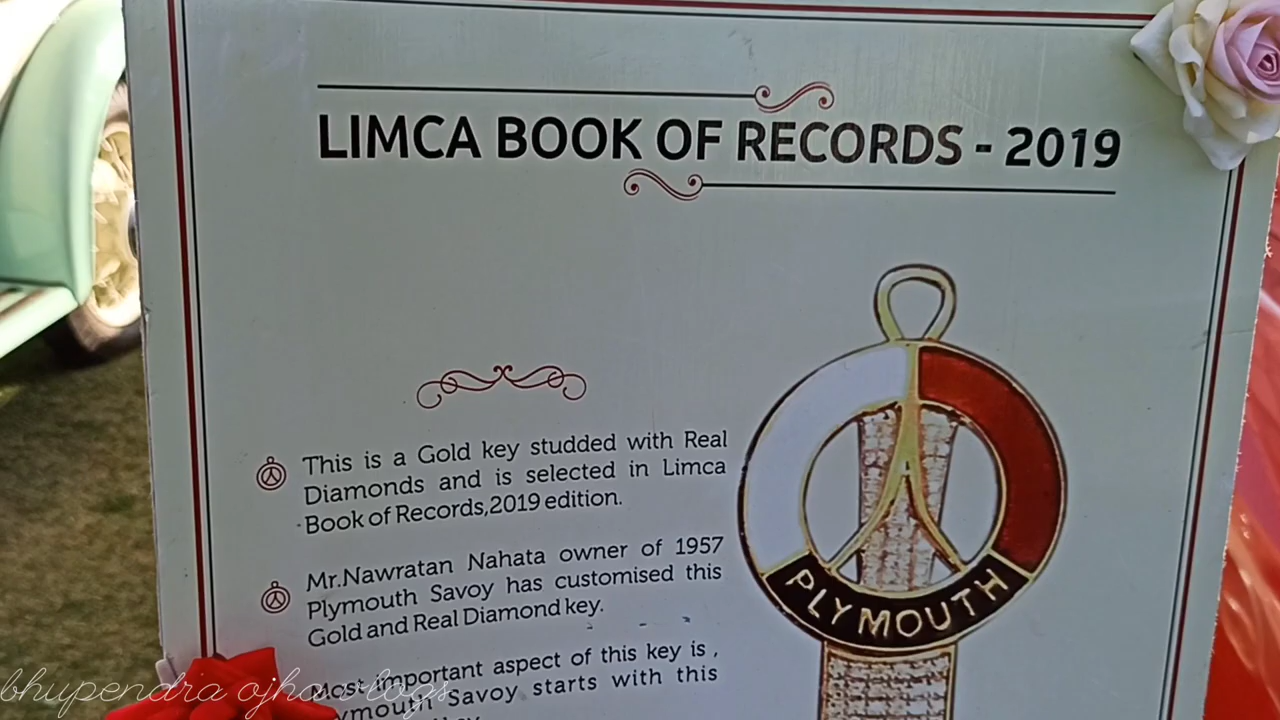 LIMCA BOOK OF RECORDS - 2019
This is a Gold key studded with Real
Diamonds and is selected in Limca
Book of Records,2019 edition.
Mr.Nawratan Nahata owner of 1957
Plymouth Savoy has customised this
Gold and Real Diamond key.
Most important aspect of this key is ,
Savoy starts with this
PLYMOUTH
bhupendra ojha vlogs